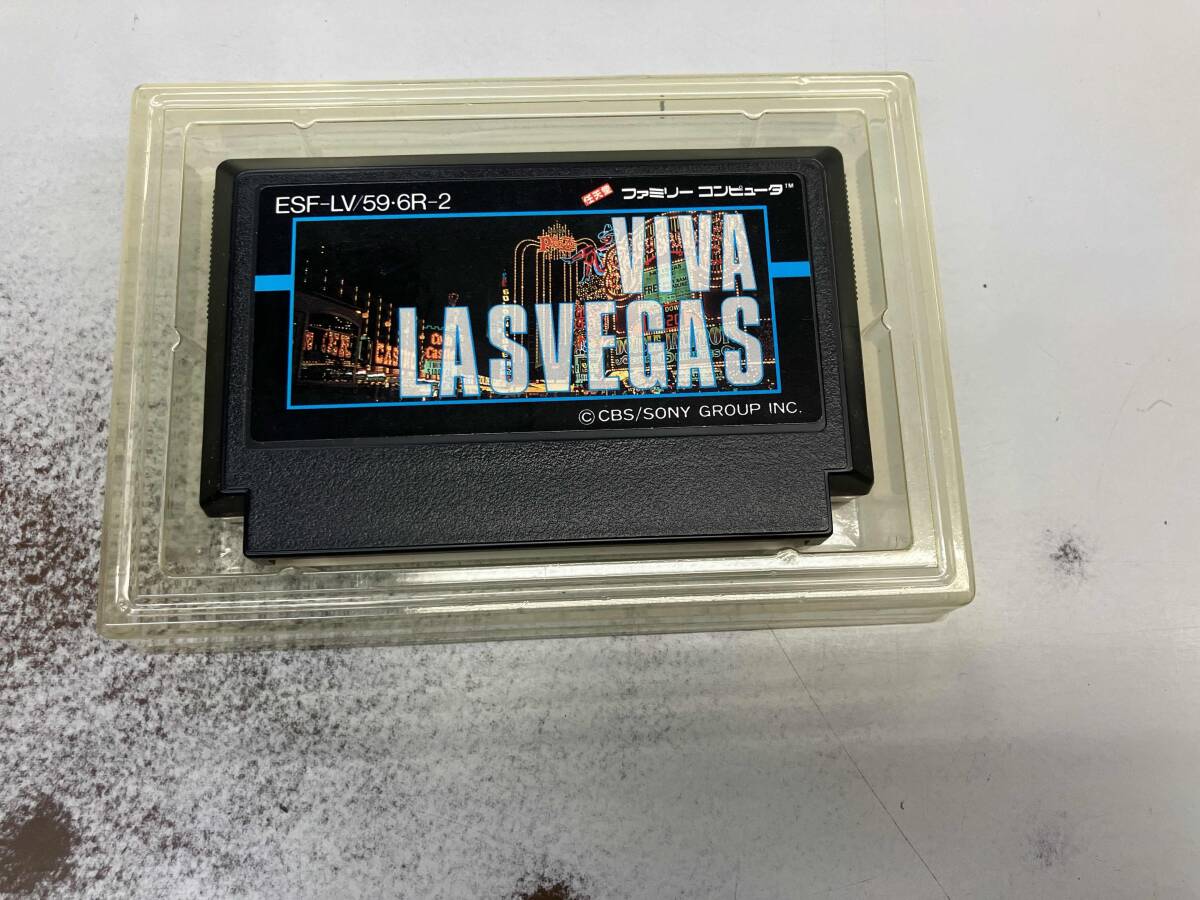 ESF-LV/59·6R-2
任天堂 ファミリー コンピュータ™
VIVA
LASVEGAS
FREE
©CBS/SONY GROUP INC.